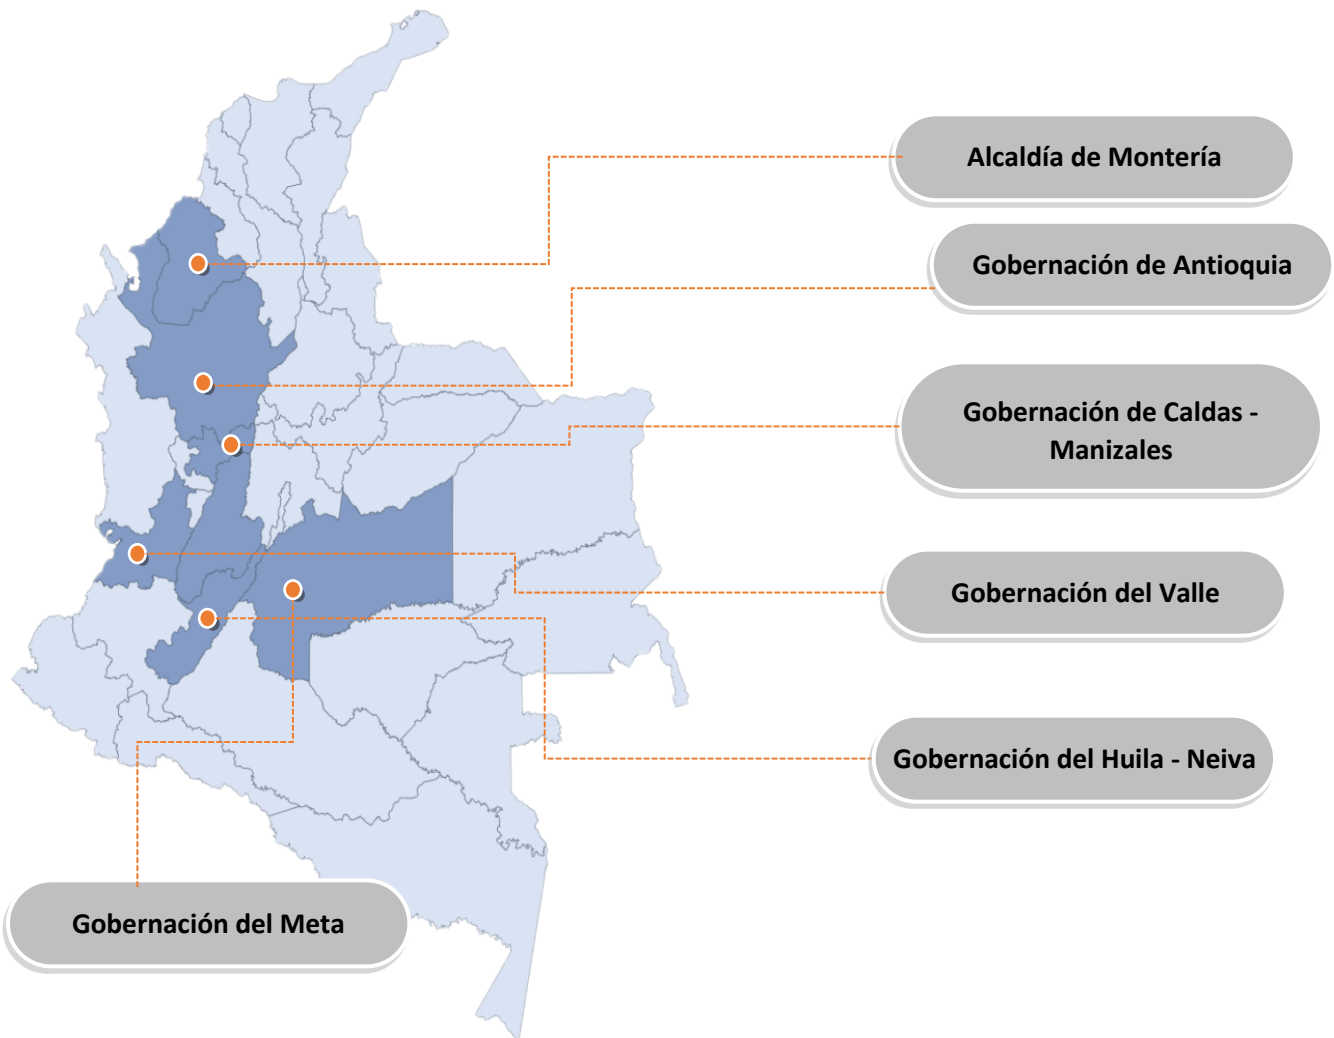 Alcaldía de Montería
Gobernación de Antioquia
Gobernación de Caldas -
Manizales
Gobernación del Valle
Gobernación del Huila - Neiva
Gobernación del Meta